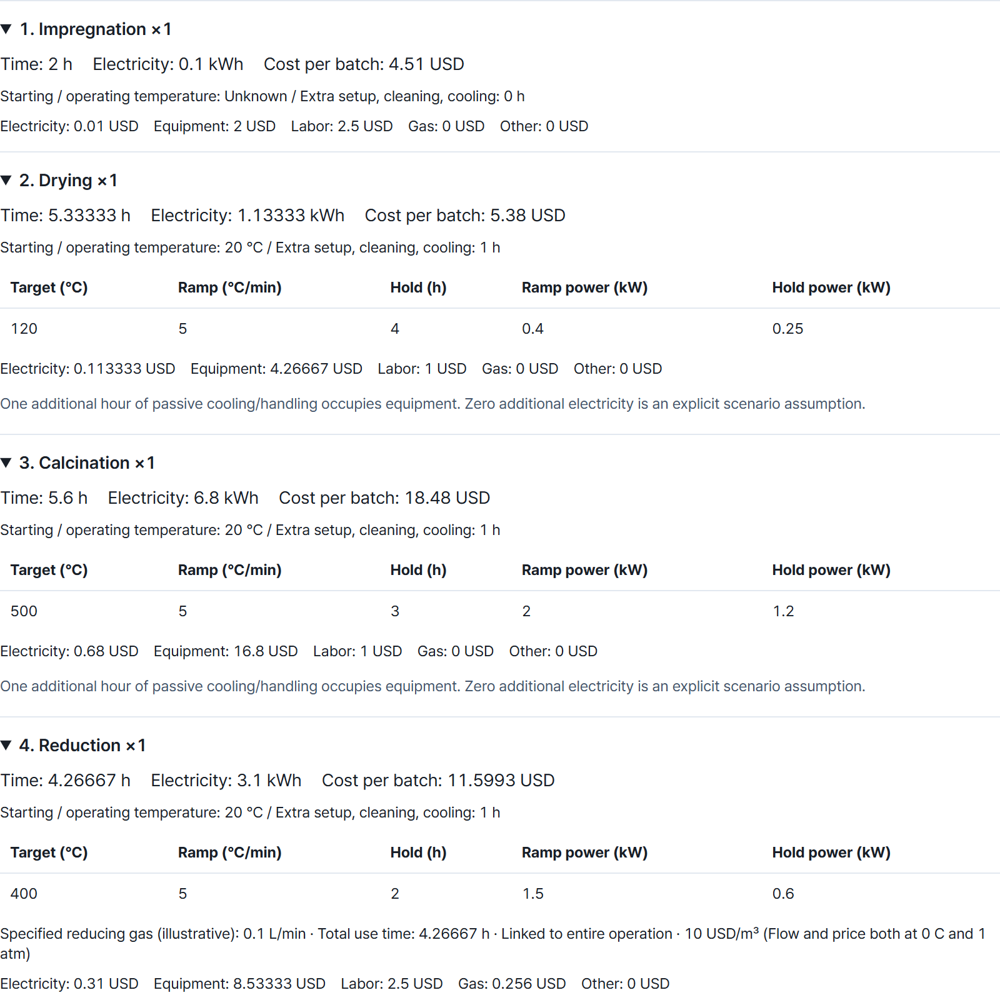 ▼ 1. Impregnation ×1
Time: 2 h Electricity: 0.1 kWh Cost per batch: 4.51 USD
Starting / operating temperature: Unknown / Extra setup, cleaning, cooling: 0 h
Electricity: 0.01 USD Equipment: 2 USD Labor: 2.5 USD Gas: 0 USD Other: 0 USD
▼ 2. Drying ×1
Time: 5.33333 h Electricity: 1.13333 kWh Cost per batch: 5.38 USD
Starting / operating temperature: 20 °C / Extra setup, cleaning, cooling: 1 h
Target (°C) Ramp (°C/min) Hold (h) Ramp power (kW) Hold power (kW)
120 5 4 0.4 0.25
Electricity: 0.113333 USD Equipment: 4.26667 USD Labor: 1 USD Gas: 0 USD Other: 0 USD
One additional hour of passive cooling/handling occupies equipment. Zero additional electricity is an explicit scenario assumption.
▼ 3. Calcination ×1
Time: 5.6 h Electricity: 6.8 kWh Cost per batch: 18.48 USD
Starting / operating temperature: 20 °C / Extra setup, cleaning, cooling: 1 h
Target (°C) Ramp (°C/min) Hold (h) Ramp power (kW) Hold power (kW)
500 5 3 2 1.2
Electricity: 0.68 USD Equipment: 16.8 USD Labor: 1 USD Gas: 0 USD Other: 0 USD
One additional hour of passive cooling/handling occupies equipment. Zero additional electricity is an explicit scenario assumption.
▼ 4. Reduction ×1
Time: 4.26667 h Electricity: 3.1 kWh Cost per batch: 11.5993 USD
Starting / operating temperature: 20 °C / Extra setup, cleaning, cooling: 1 h
Target (°C) Ramp (°C/min) Hold (h) Ramp power (kW) Hold power (kW)
400 5 2 1.5 0.6
Specified reducing gas (illustrative): 0.1 L/min · Total use time: 4.26667 h · Linked to entire operation · 10 USD/m³ (Flow and price both at 0 C and 1
atm)
Electricity: 0.31 USD Equipment: 8.53333 USD Labor: 2.5 USD Gas: 0.256 USD Other: 0 USD